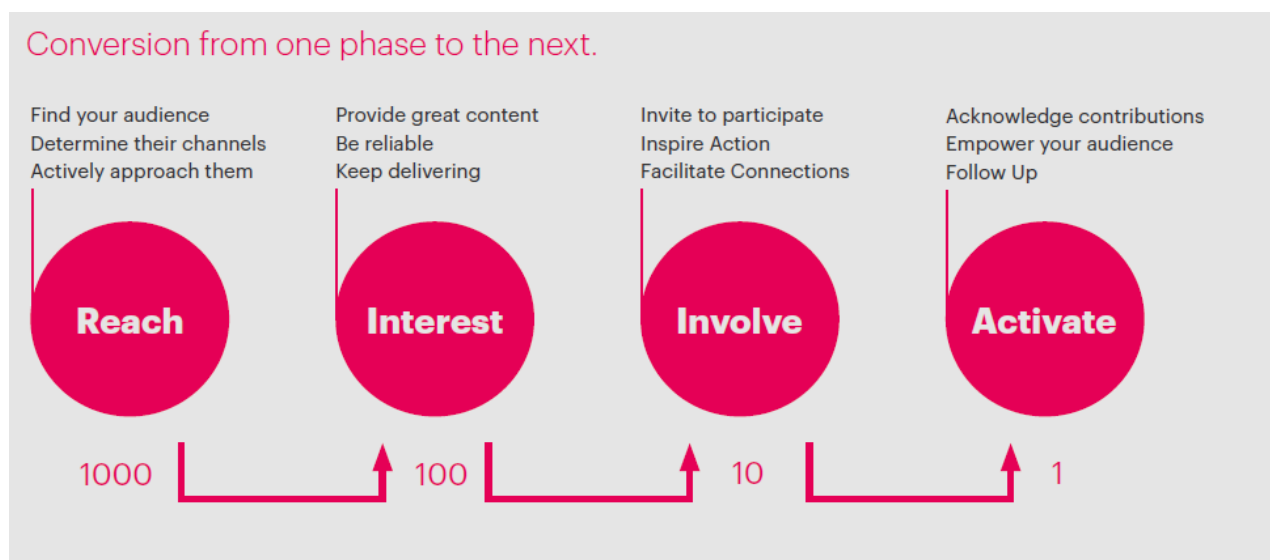 Conversion from one phase to the next.
Find your audience
Determine their channels
Actively approach them
Provide great content
Be reliable
Keep delivering
Invite to participate
Inspire Action
Facilitate Connections
Acknowledge contributions
Empower your audience
Follow Up
Reach
Interest
Involve
Activate
1000
100
10
1